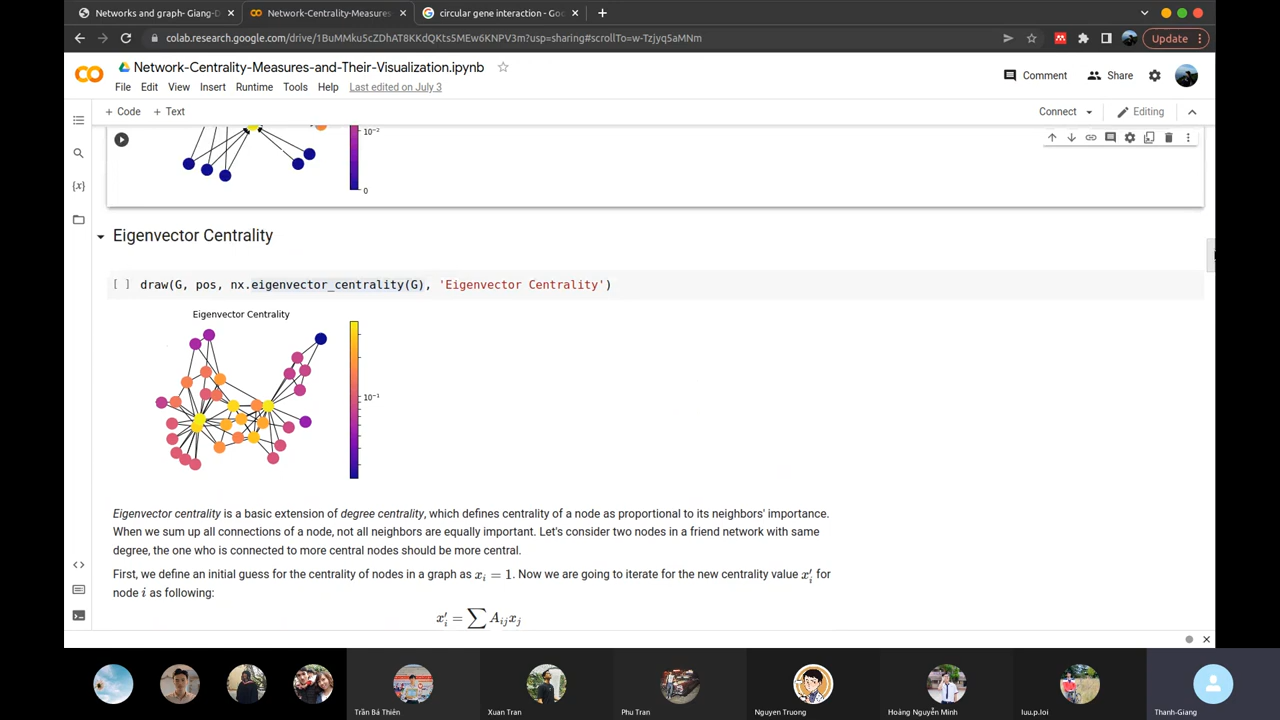 Networks and graph- Giang-D
Network-Centrality-Measures
circular gene interaction - Goo
colab.research.google.com/drive/1BuMMku5cZDhAT8KKdQKts5MEw6KNPV3m?usp=sharing#scrollTo=w-Tzjyq5aMNm
Update
Network-Centrality-Measures-and-Their-Visualization.ipynb
Comment
Share
File Edit View Insert Runtime Tools Help Last edited on July 3
+ Code + Text
Connect
Editing
10⁻²
0
Eigenvector Centrality
[ ] draw(G, pos, nx.eigenvector_centrality(G), 'Eigenvector Centrality')
Eigenvector Centrality
10⁻¹
Eigenvector centrality is a basic extension of degree centrality, which defines centrality of a node as proportional to its neighbors' importance.
When we sum up all connections of a node, not all neighbors are equally important. Let's consider two nodes in a friend network with same
degree, the one who is connected to more central nodes should be more central.
First, we define an initial guess for the centrality of nodes in a graph as xᵢ = 1. Now we are going to iterate for the new centrality value x′ᵢ for
node i as following:
x′ᵢ = ∑ Aᵢⱼxⱼ
Trần Bá Thiên
Xuan Tran
Phu Tran
Nguyen Truong
Hoàng Nguyễn Minh
luu.p.loi
Thanh-Giang